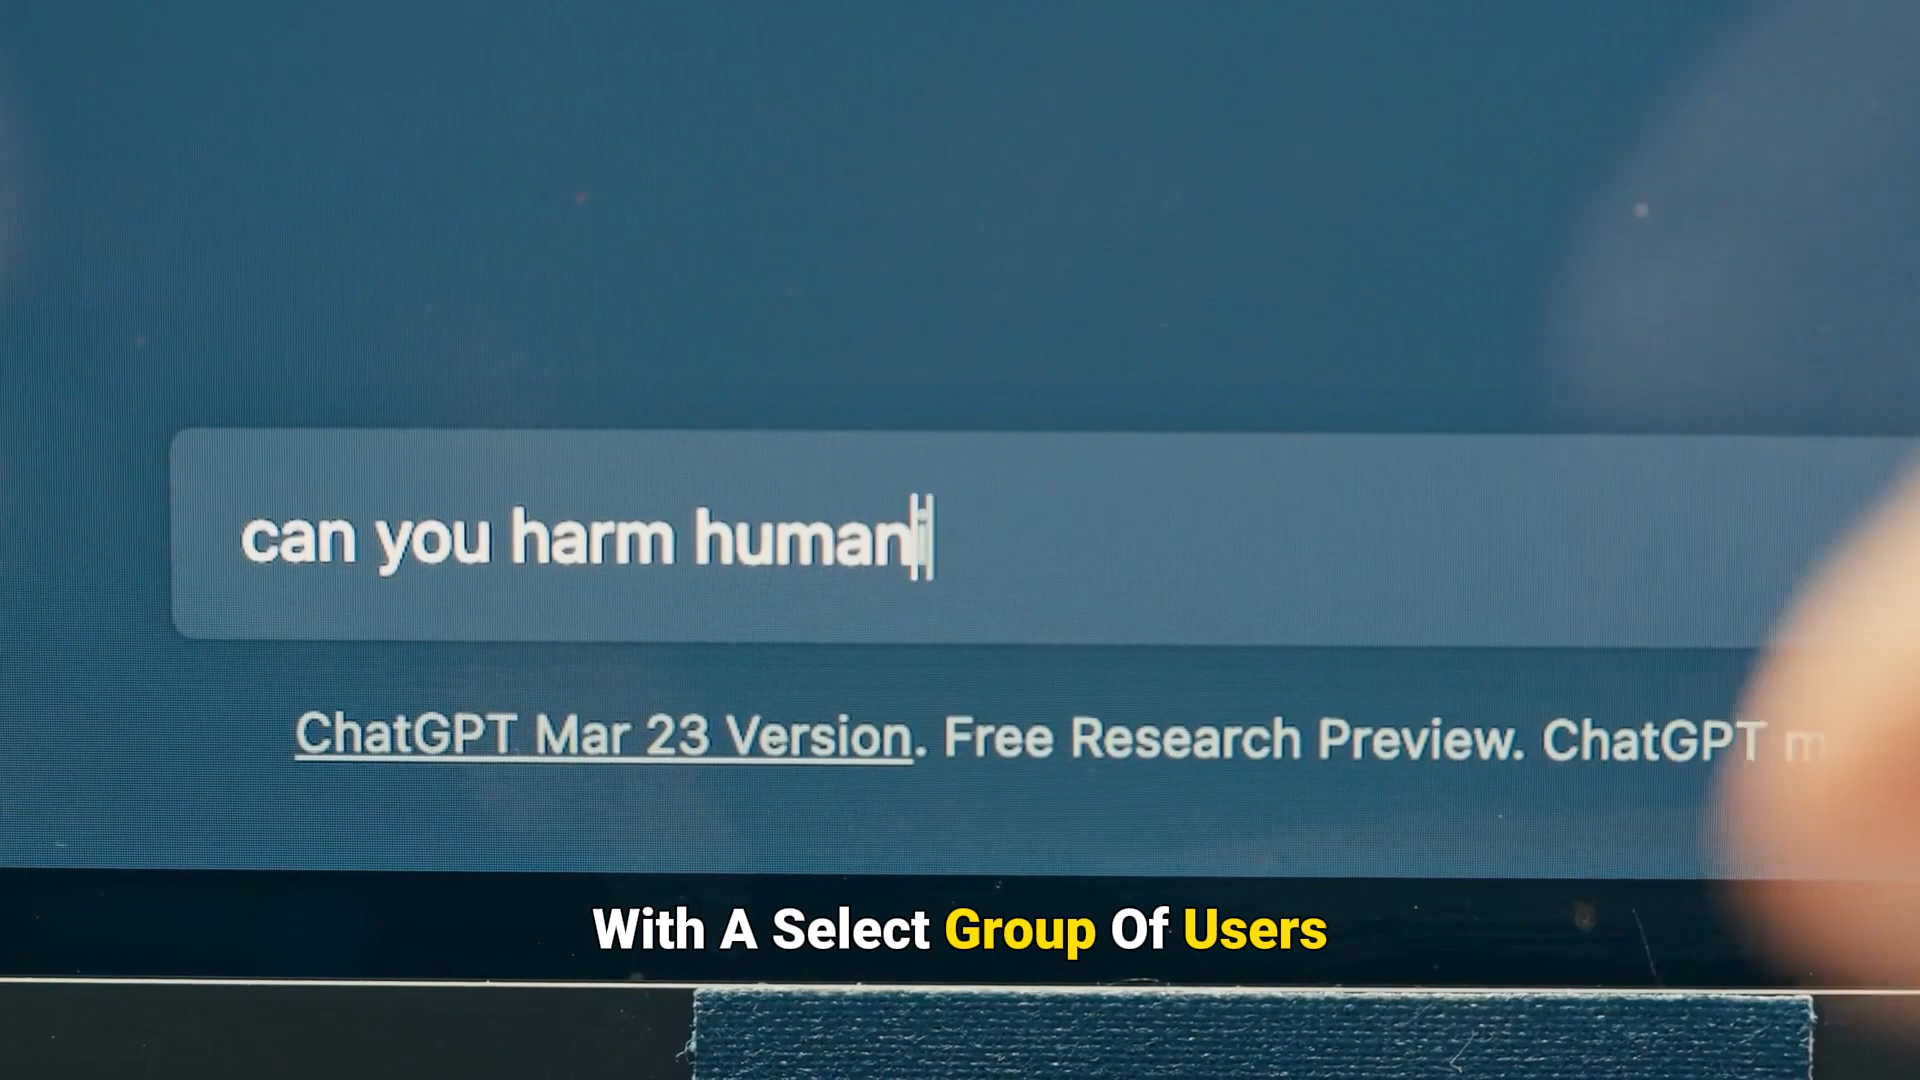 can you harm human
ChatGPT Mar 23 Version. Free Research Preview. ChatGPT
With A Select Group Of Users